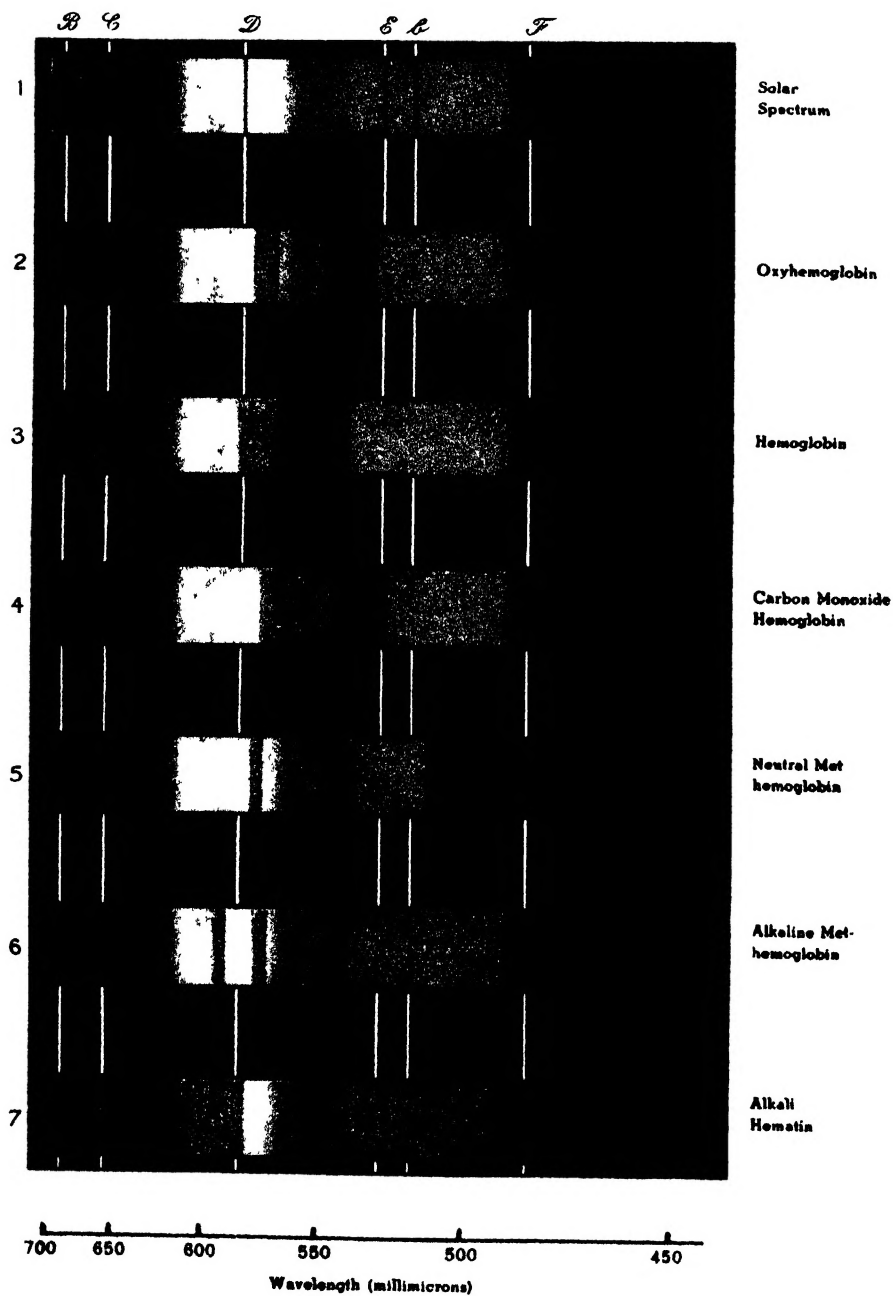 B C D E b F
1
Solar
Spectrum
2
Oxyhemoglobin
3
Hemoglobin
4
Carbon Monoxide
Hemoglobin
5
Neutral Met
hemoglobin
6
Alkaline Met-
hemoglobin
7
Alkali
Hematin
700 650 600 550 500 450
Wavelength (millimicrons)